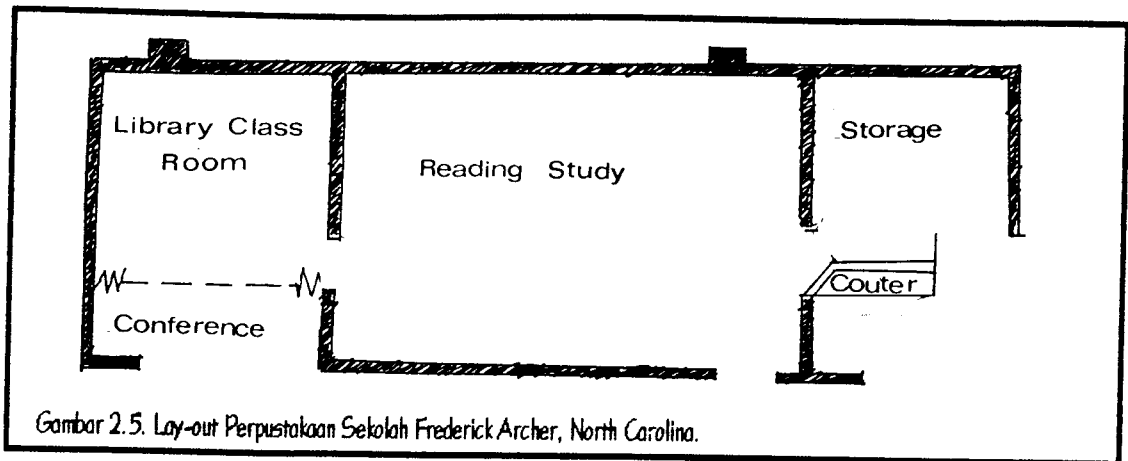 Library Class
Room
Reading Study
Storage
Conference
Couter
Gambar 2.5. Lay-out Perpustakaan Sekolah Frederick Archer, North Carolina.